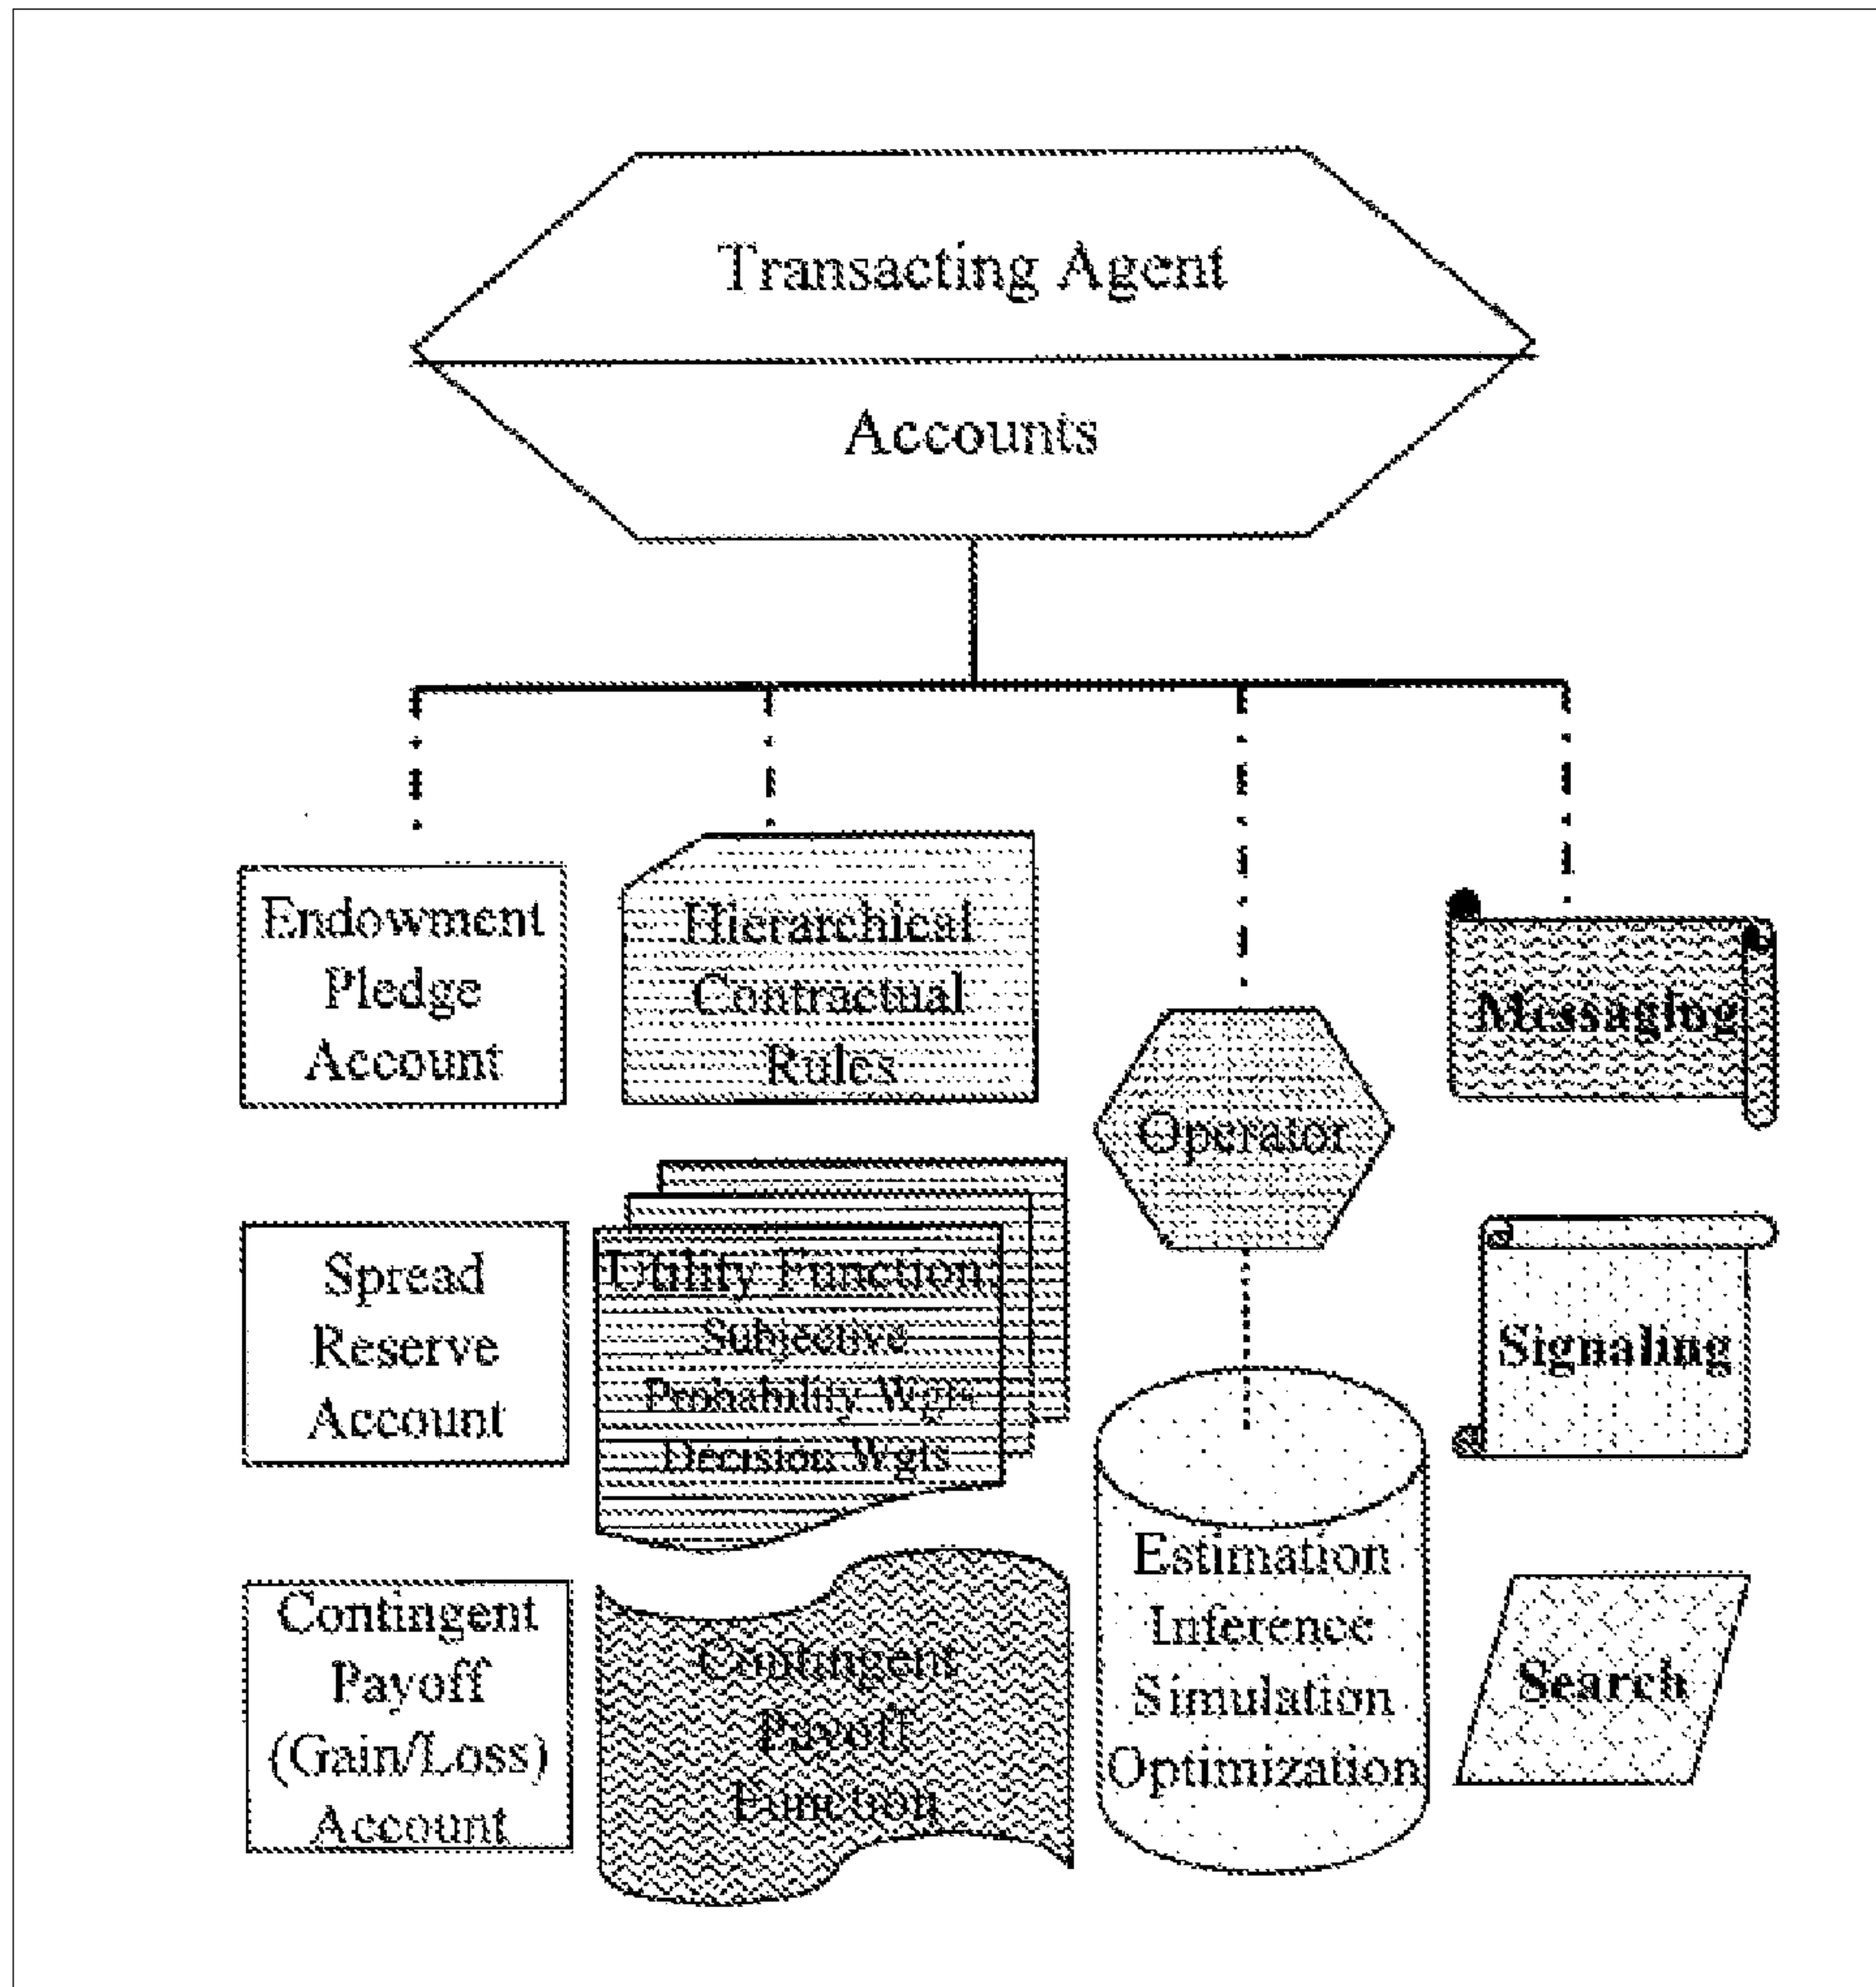 Transacting Agent
Accounts
Endowment
Pledge
Account
Hierarchical
Contractual
Rules
Operator
Messaging
Spread
Reserve
Account
Utility Function
Subjective
Probability Wgts
Decision Wgts
Signaling
Contingent
Payoff
(Gain/Loss)
Account
Contingent
Payoff
Function
Estimation
Inference
Simulation
Optimization
Search